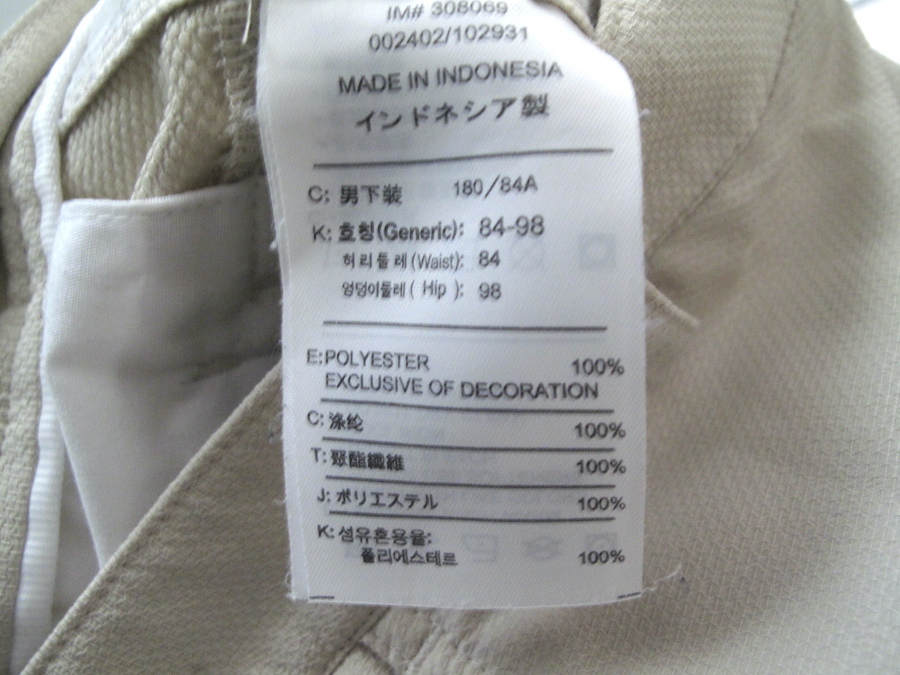 IM# 308069
002402/102931
MADE IN INDONESIA
インドネシア製
C: 男下装 180/84A
K: 호칭(Generic): 84-98
허리둘레(Waist): 84
엉덩이둘레( Hip ): 98
E:POLYESTER 100%
EXCLUSIVE OF DECORATION
C: 涤纶 100%
T: 聚酯纖維 100%
J: ポリエステル 100%
K: 섬유혼용율:
폴리에스테르 100%